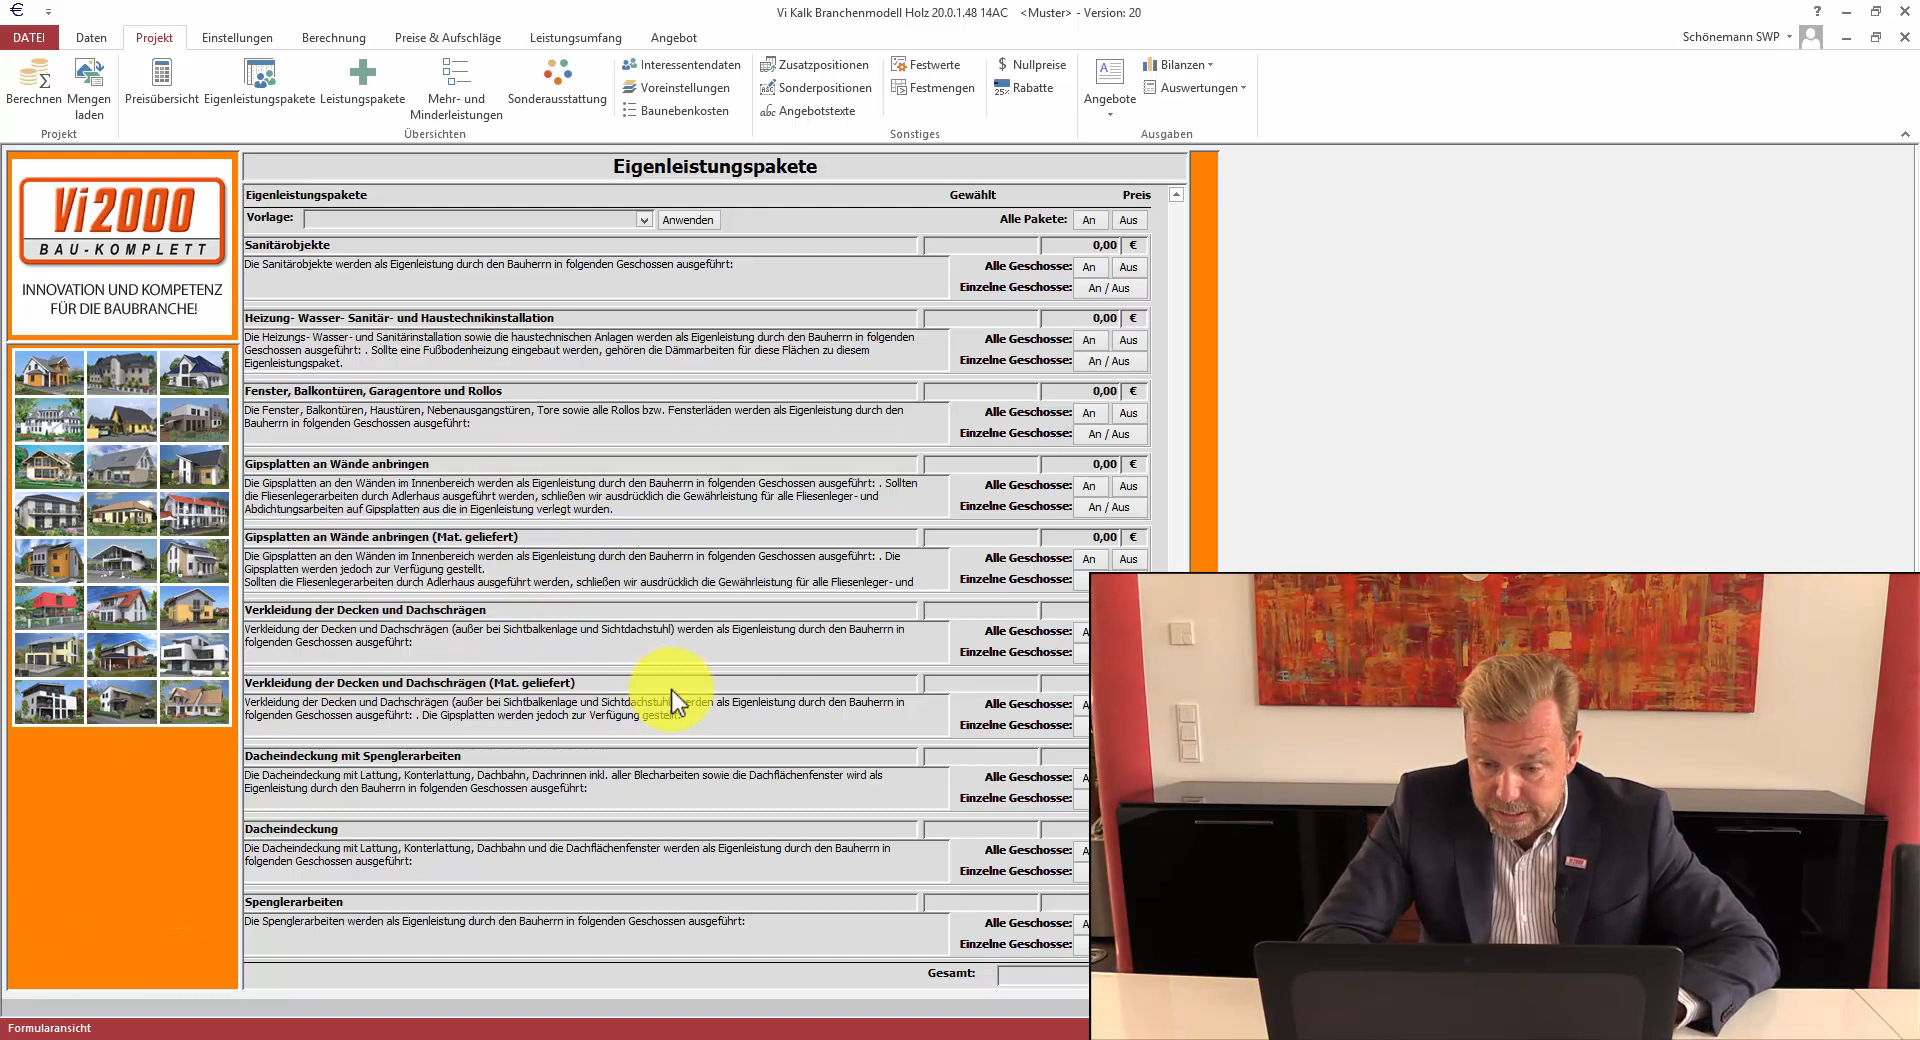 €
Vi Kalk Branchenmodell Holz 20.0.1.48 14AC <Muster> - Version: 20
?
DATEI Daten Projekt Einstellungen Berechnung Preise & Aufschläge Leistungsumfang Angebot
Schönemann SWP
Berechnen
Mengen laden
Projekt
Preisübersicht
Eigenleistungspakete
Leistungspakete
Mehr- und Minderleistungen
Sonderausstattung
Übersichten
Interessentendaten
Voreinstellungen
Baunebenkosten
Zusatzpositionen
Sonderpositionen
abc Angebotstexte
Festwerte
Festmengen
Sonstiges
$ Nullpreise
25% Rabatte
Angebote
Bilanzen
Auswertungen
Ausgaben
Vi2000
BAU-KOMPLETT
INNOVATION UND KOMPETENZ
FÜR DIE BAUBRANCHE!
Eigenleistungspakete
Eigenleistungspakete Gewählt Preis
Vorlage: Anwenden Alle Pakete: An Aus
Sanitärobjekte 0,00 €
Die Sanitärobjekte werden als Eigenleistung durch den Bauherrn in folgenden Geschossen ausgeführt:
Alle Geschosse: An Aus
Einzelne Geschosse: An / Aus
Heizung- Wasser- Sanitär- und Haustechnikinstallation 0,00 €
Die Heizungs- Wasser- und Sanitärinstallation sowie die haustechnischen Anlagen werden als Eigenleistung durch den Bauherrn in folgenden
Geschossen ausgeführt: . Sollte eine Fußbodenheizung eingebaut werden, gehören die Dämmarbeiten für diese Flächen zu diesem
Eigenleistungspaket.
Alle Geschosse: An Aus
Einzelne Geschosse: An / Aus
Fenster, Balkontüren, Garagentore und Rollos 0,00 €
Die Fenster, Balkontüren, Haustüren, Nebenausgangstüren, Tore sowie alle Rollos bzw. Fensterläden werden als Eigenleistung durch den
Bauherrn in folgenden Geschossen ausgeführt:
Alle Geschosse: An Aus
Einzelne Geschosse: An / Aus
Gipsplatten an Wände anbringen 0,00 €
Die Gipsplatten an den Wänden im Innenbereich werden als Eigenleistung durch den Bauherrn in folgenden Geschossen ausgeführt: . Sollten
die Fliesenlegerarbeiten durch Adlerhaus ausgeführt werden, schließen wir ausdrücklich die Gewährleistung für alle Fliesenleger- und
Abdichtungsarbeiten auf Gipsplatten aus die in Eigenleistung verlegt wurden.
Alle Geschosse: An Aus
Einzelne Geschosse: An / Aus
Gipsplatten an Wände anbringen (Mat. geliefert) 0,00 €
Die Gipsplatten an den Wänden im Innenbereich werden als Eigenleistung durch den Bauherrn in folgenden Geschossen ausgeführt: . Die
Gipsplatten werden jedoch zur Verfügung gestellt.
Sollten die Fliesenlegerarbeiten durch Adlerhaus ausgeführt werden, schließen wir ausdrücklich die Gewährleistung für alle Fliesenleger- und
Alle Geschosse: An Aus
Einzelne Geschosse:
Verkleidung der Decken und Dachschrägen
Verkleidung der Decken und Dachschrägen (außer bei Sichtbalkenlage und Sichtdachstuhl) werden als Eigenleistung durch den Bauherrn in
folgenden Geschossen ausgeführt:
Alle Geschosse:
Einzelne Geschosse:
Verkleidung der Decken und Dachschrägen (Mat. geliefert)
Verkleidung der Decken und Dachschrägen (außer bei Sichtbalkenlage und Sichtdachstuhl) werden als Eigenleistung durch den Bauherrn in
folgenden Geschossen ausgeführt: . Die Gipsplatten werden jedoch zur Verfügung gestellt.
Alle Geschosse:
Einzelne Geschosse:
Dacheindeckung mit Spenglerarbeiten
Die Dacheindeckung mit Lattung, Konterlattung, Dachbahn, Dachrinnen inkl. aller Blecharbeiten sowie die Dachflächenfenster wird als
Eigenleistung durch den Bauherrn in folgenden Geschossen ausgeführt:
Alle Geschosse:
Einzelne Geschosse:
Dacheindeckung
Die Dacheindeckung mit Lattung, Konterlattung, Dachbahn und die Dachflächenfenster werden als Eigenleistung durch den Bauherrn in
folgenden Geschossen ausgeführt:
Alle Geschosse:
Einzelne Geschosse:
Spenglerarbeiten
Die Spenglerarbeiten werden als Eigenleistung durch den Bauherrn in folgenden Geschossen ausgeführt:
Alle Geschosse:
Einzelne Geschosse:
Gesamt:
Formularansicht